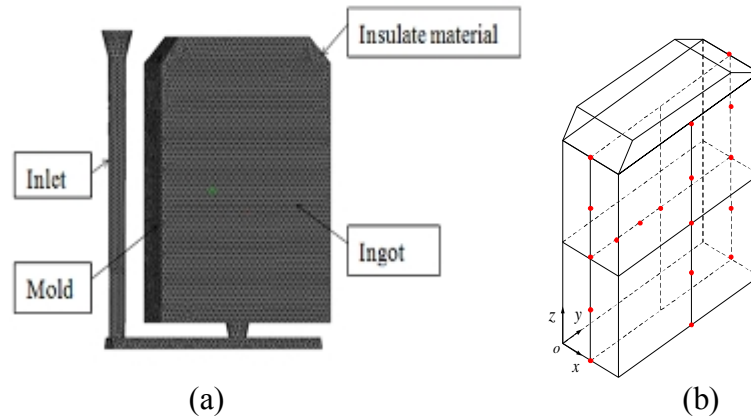 Insulate material
Inlet
Ingot
Mold
z
y
o
x
(a)
(b)